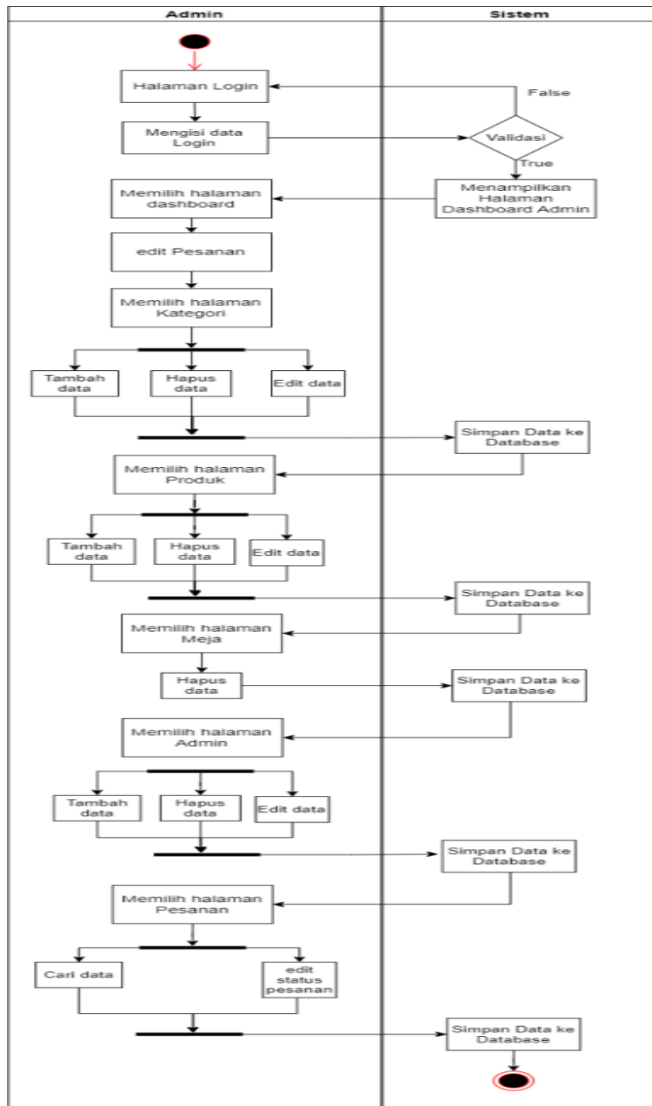 Admin
Sistem
Halaman Login
False
Mengisi data
Login
Validasi
True
Memilih halaman
dashboard
Menampilkan
Halaman
Dashboard Admin
edit Pesanan
Memilih halaman
Kategori
Tambah
data
Hapus
data
Edit data
Simpan Data ke
Database
Memilih halaman
Produk
Tambah
data
Hapus
data
Edit data
Simpan Data ke
Database
Memilih halaman
Meja
Hapus
data
Simpan Data ke
Database
Memilih halaman
Admin
Tambah
data
Hapus
data
Edit data
Simpan Data ke
Database
Memilih halaman
Pesanan
Cari data
edit
status
pesanan
Simpan Data ke
Database